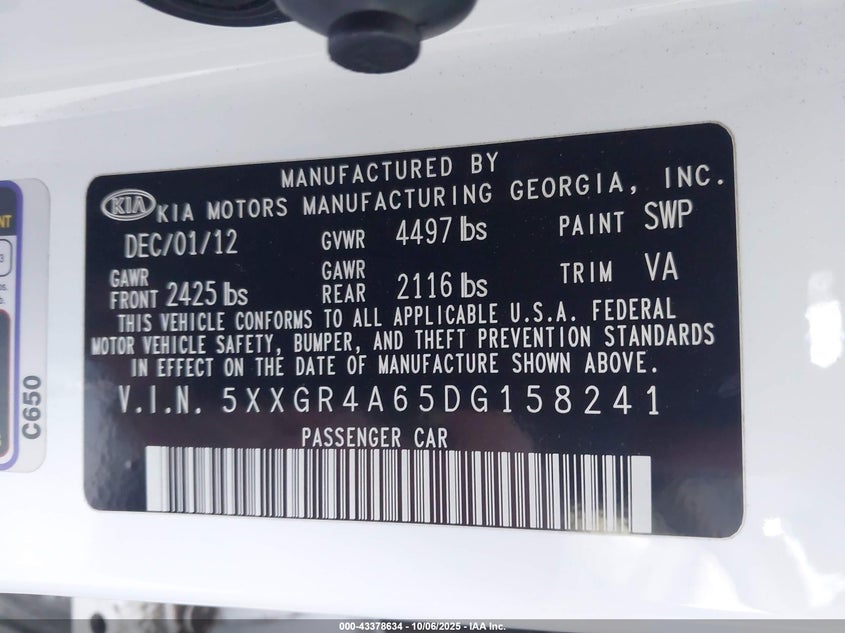 MANUFACTURED BY
KIA KIA MOTORS MANUFACTURING GEORGIA, INC.
DEC/01/12 GVWR 4497 lbs PAINT SWP
GAWR FRONT 2425 lbs GAWR REAR 2116 lbs TRIM VA
THIS VEHICLE CONFORMS TO ALL APPLICABLE U.S.A. FEDERAL
MOTOR VEHICLE SAFETY, BUMPER, AND THEFT PREVENTION STANDARDS
IN EFFECT ON THE DATE OF MANUFACTURE SHOWN ABOVE.
V.I.N. 5XXGR4A65DG158241
PASSENGER CAR
C650
000-43378634 - 10/06/2025 - IAA Inc.